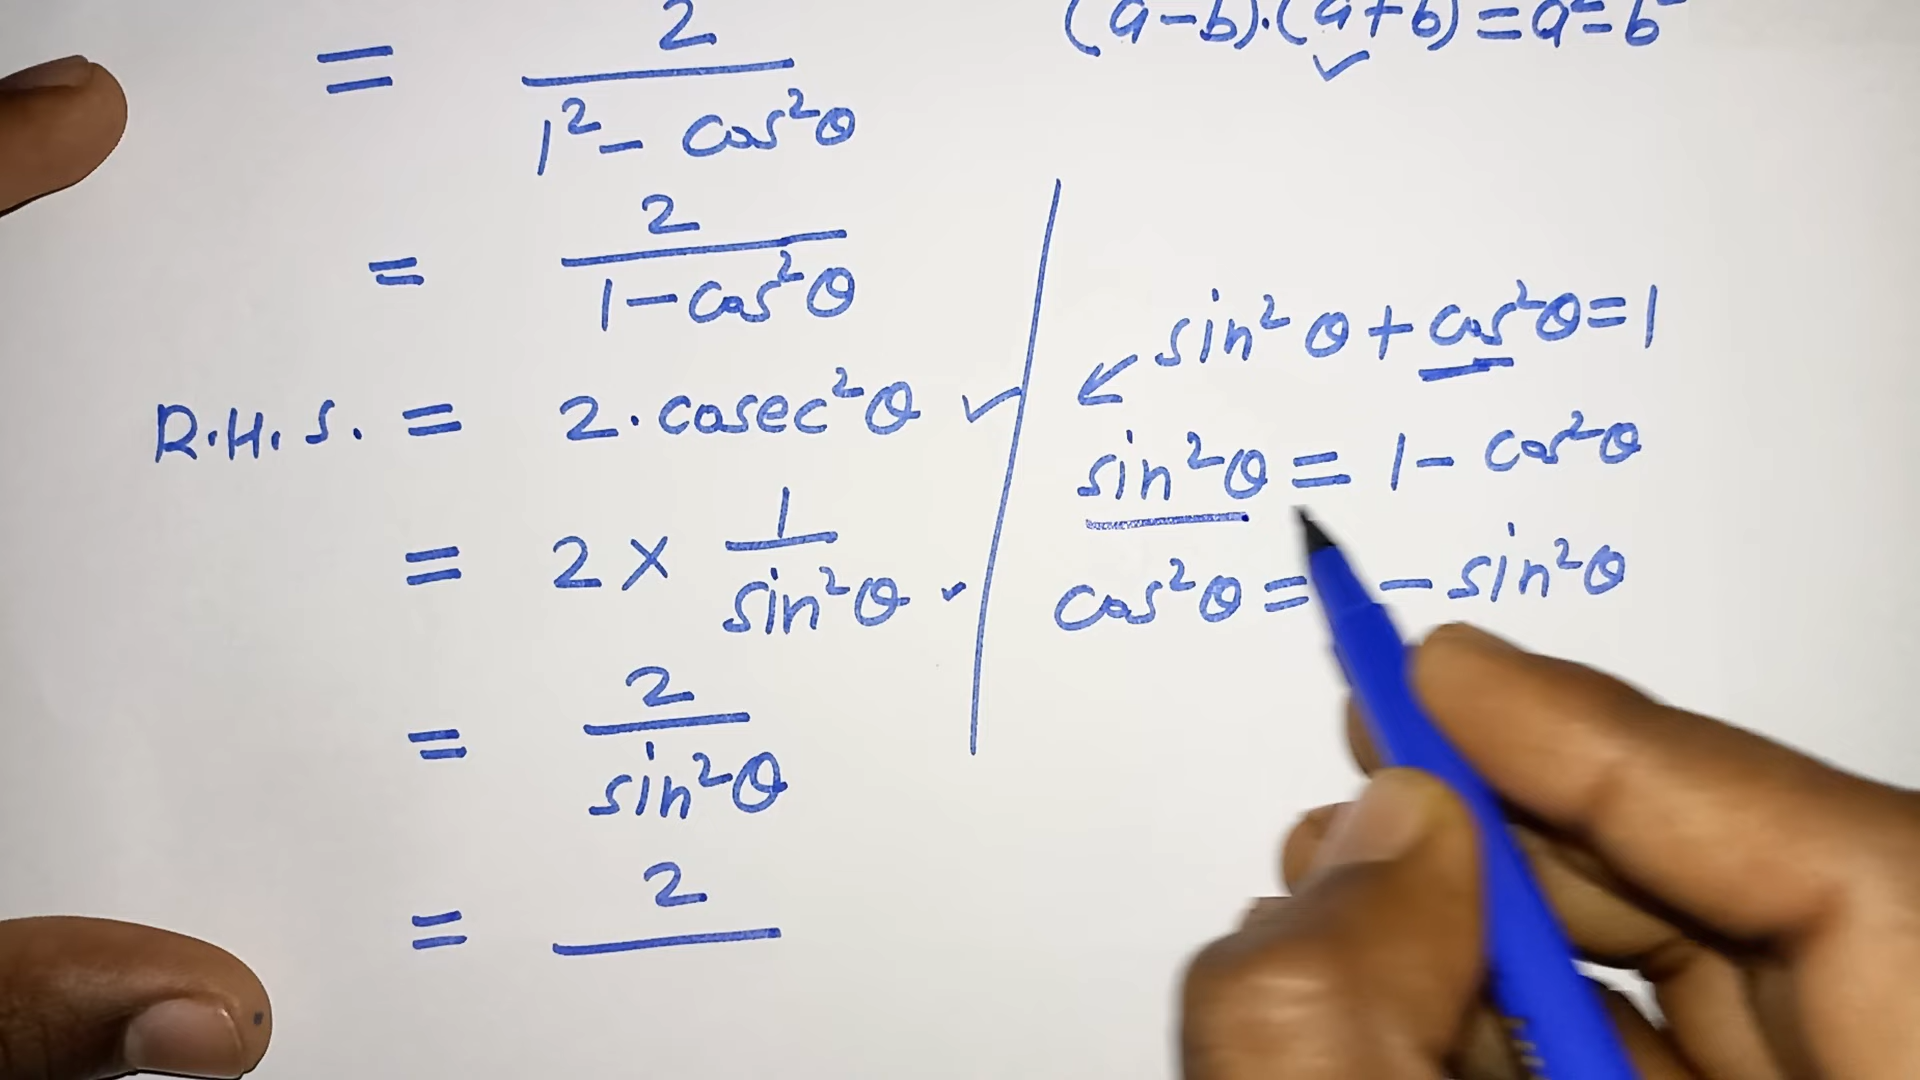 (a-b).(a+b) = a²-b²
= 2
1² - cos²θ
= 2
1 - cos²θ
R.H.S. = 2. cosec²θ
= 2 × 1
sin²θ
= 2
sin²θ
= 2
sin²θ + cos²θ = 1
sin²θ = 1 - cos²θ
cos²θ = - sin²θ